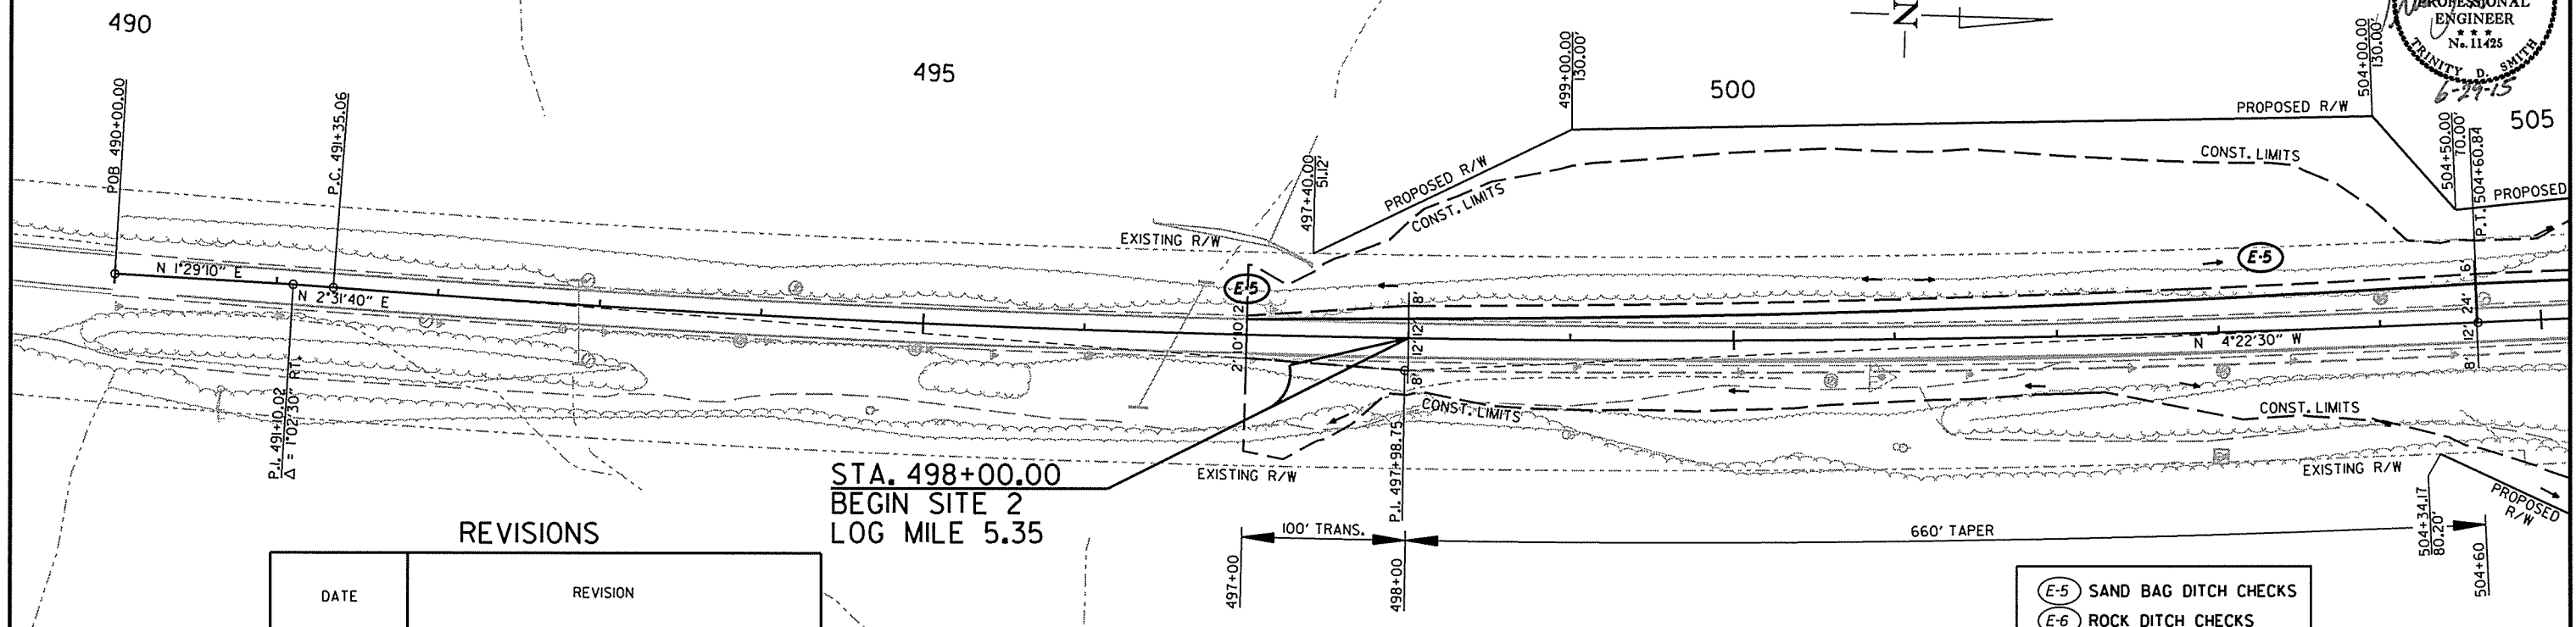 490
495
500
505
PROFESSIONAL
ENGINEER
★ ★ ★
No. 11425
TRINITY D. SMITH
6-29-15
POB 490+00.00
P.C. 491+35.06
499+00.00
130.00'
504+00.00
130.00'
PROPOSED R/W
CONST. LIMITS
504+50.00
70.00'
P.T. 504+60.84
PROPOSED
497+40.00
51.12'
PROPOSED R/W
CONST. LIMITS
EXISTING R/W
E-5
E-5
N 1°29'10" E
N 2°31'40" E
P.I. 491+10.02
Δ = 1°02'30" RT.
2' 10' 10' 2'
8' 12' 12' 8'
8' 12' 24' 6'
N 4°22'30" W
CONST. LIMITS
CONST. LIMITS
EXISTING R/W
EXISTING R/W
P.I. 497+98.75
STA. 498+00.00
BEGIN SITE 2
LOG MILE 5.35
100' TRANS.
660' TAPER
497+00
498+00
504+34.17
80.20'
504+60
PROPOSED
R/W
REVISIONS
DATE
REVISION
E-5 SAND BAG DITCH CHECKS
E-6 ROCK DITCH CHECKS
N